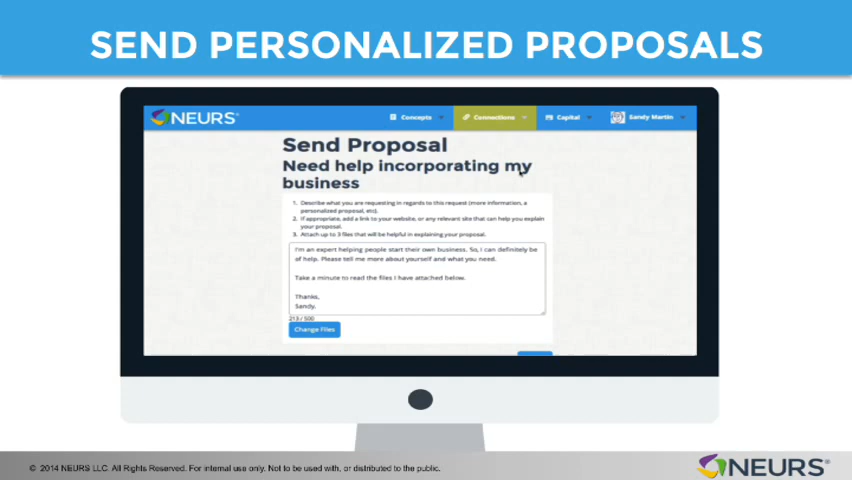 SEND PERSONALIZED PROPOSALS
NEURS
Concepts
Connections
Capital
Sandy Martin
Send Proposal
Need help incorporating my
business
1. Describe what you are requesting in regards to this request (more information, a
personalized proposal, etc).
2. If appropriate, add a link to your website, or any relevant site that can help you explain
your proposal.
3. Attach up to 3 files that will be helpful in explaining your proposal.
I'm an expert helping people start their own business. So, I can definitely be
of help. Please tell me more about yourself and what you need.
Take a minute to read the files I have attached below.
Thanks,
Sandy.
213 / 500
Change Files
© 2014 NEURS LLC. All Rights Reserved. For internal use only. Not to be used with, or distributed to the public.
NEURS®